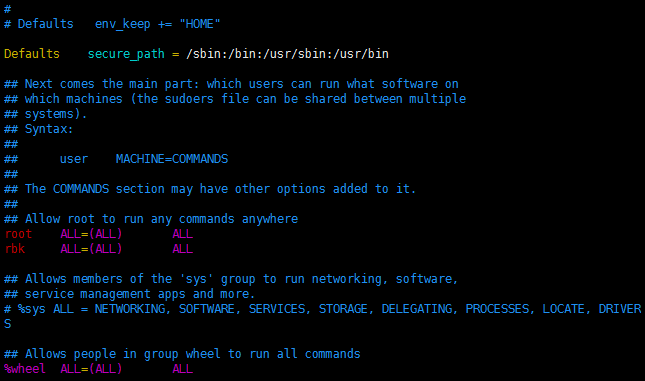 #
# Defaults   env_keep += "HOME"

Defaults    secure_path = /sbin:/bin:/usr/sbin:/usr/bin

## Next comes the main part: which users can run what software on
## which machines (the sudoers file can be shared between multiple
## systems).
## Syntax:
##
##      user    MACHINE=COMMANDS
##
## The COMMANDS section may have other options added to it.
##
## Allow root to run any commands anywhere
root    ALL=(ALL)       ALL
rbk     ALL=(ALL)       ALL

## Allows members of the 'sys' group to run networking, software,
## service management apps and more.
# %sys ALL = NETWORKING, SOFTWARE, SERVICES, STORAGE, DELEGATING, PROCESSES, LOCATE, DRIVER
S

## Allows people in group wheel to run all commands
%wheel  ALL=(ALL)       ALL